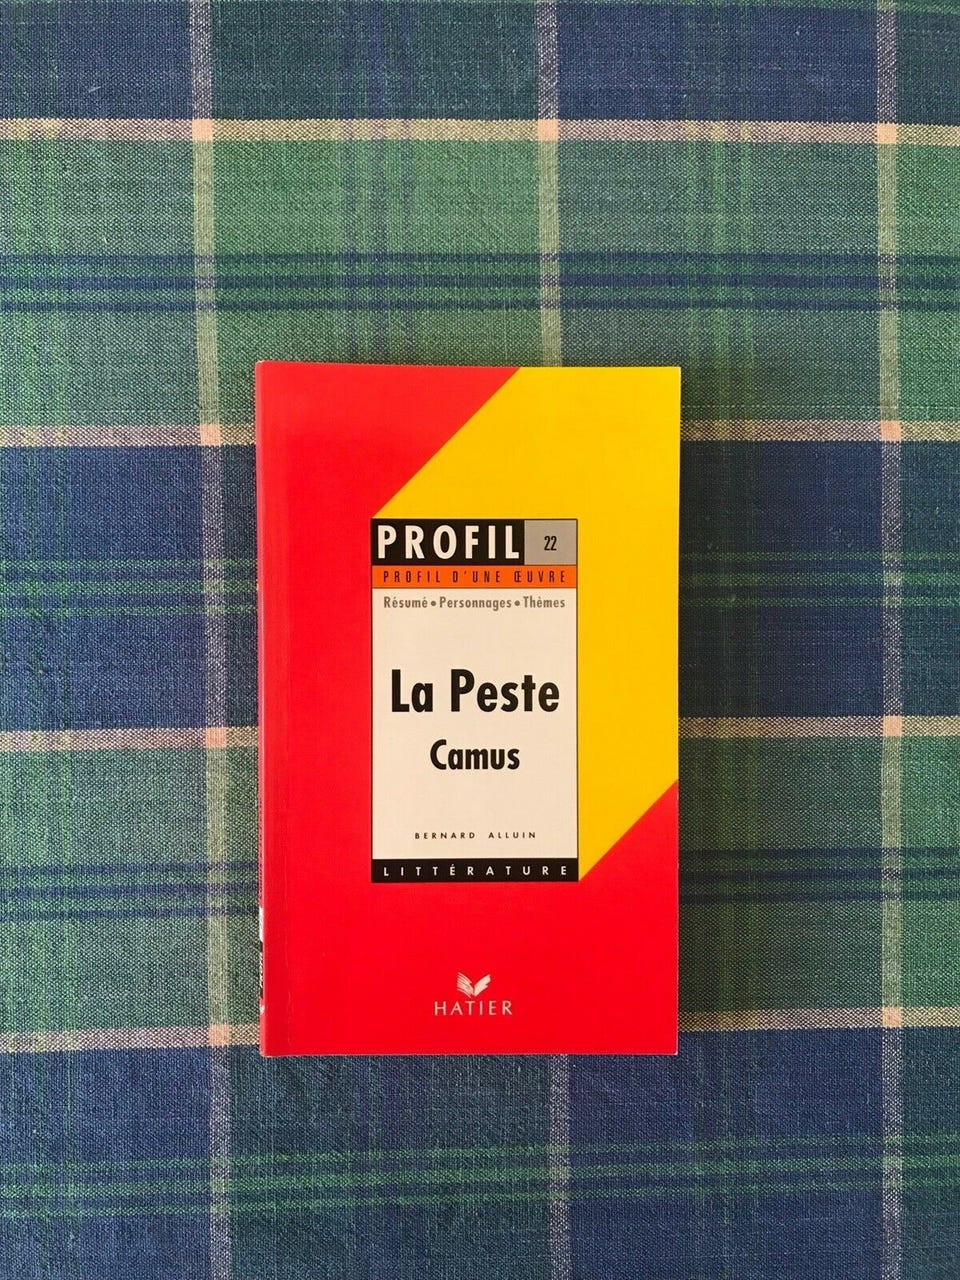 PROFIL 22
PROFIL D'UNE ŒUVRE
Résumé • Personnages • Thèmes
La Peste
Camus
BERNARD ALLUIN
LITTÉRATURE
HATIER